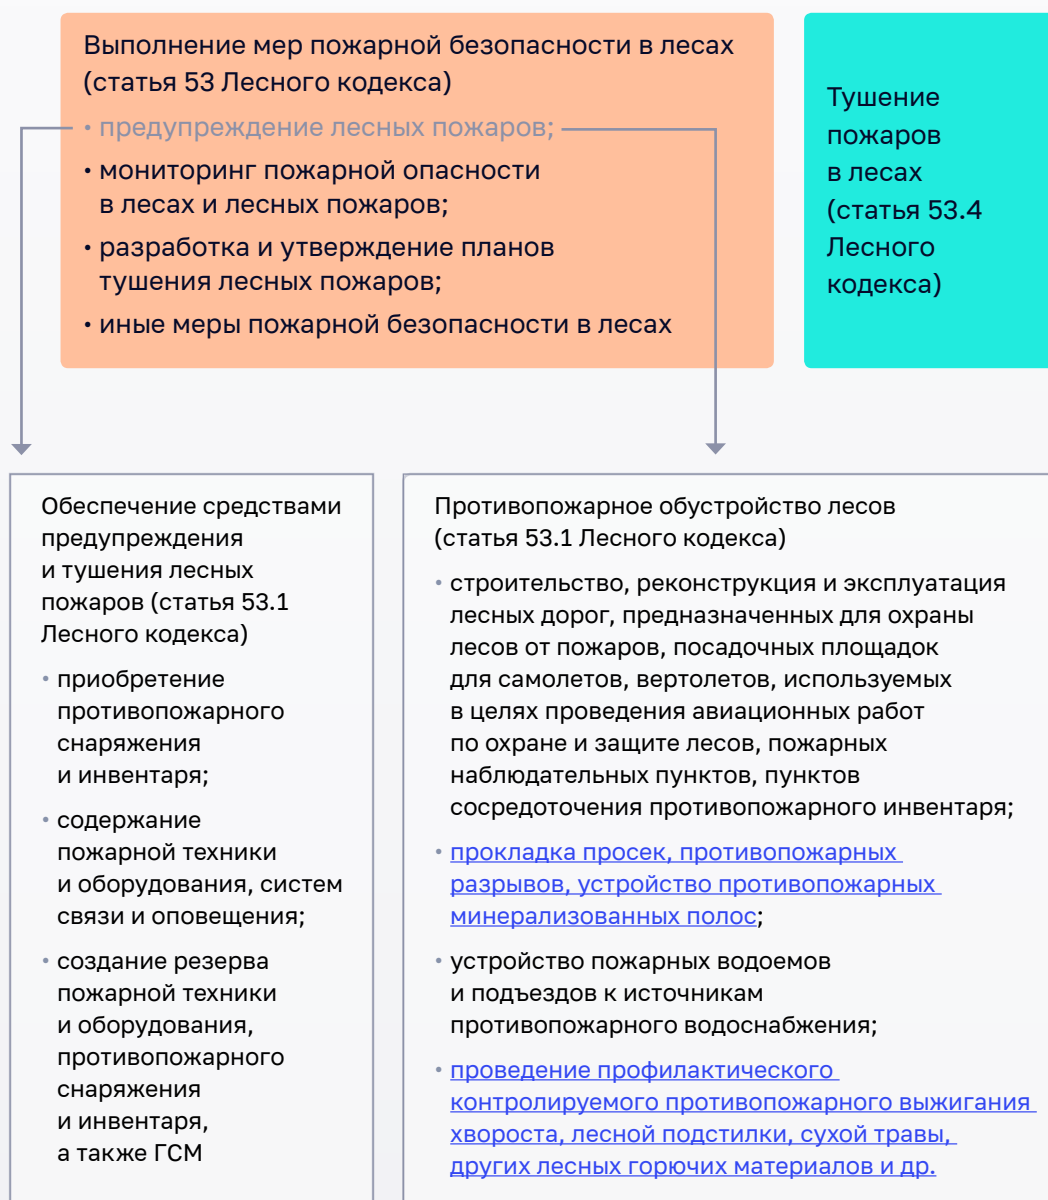 Выполнение мер пожарной безопасности в лесах
(статья 53 Лесного кодекса)
• предупреждение лесных пожаров;
• мониторинг пожарной опасности
в лесах и лесных пожаров;
• разработка и утверждение планов
тушения лесных пожаров;
• иные меры пожарной безопасности в лесах
Тушение
пожаров
в лесах
(статья 53.4
Лесного
кодекса)
Обеспечение средствами
предупреждения
и тушения лесных
пожаров (статья 53.1
Лесного кодекса)
• приобретение
противопожарного
снаряжения
и инвентаря;
• содержание
пожарной техники
и оборудования, систем
связи и оповещения;
• создание резерва
пожарной техники
и оборудования,
противопожарного
снаряжения
и инвентаря,
а также ГСМ
Противопожарное обустройство лесов
(статья 53.1 Лесного кодекса)
• строительство, реконструкция и эксплуатация
лесных дорог, предназначенных для охраны
лесов от пожаров, посадочных площадок
для самолетов, вертолетов, используемых
в целях проведения авиационных работ
по охране и защите лесов, пожарных
наблюдательных пунктов, пунктов
сосредоточения противопожарного инвентаря;
• прокладка просек, противопожарных
разрывов, устройство противопожарных
минерализованных полос;
• устройство пожарных водоемов
и подъездов к источникам
противопожарного водоснабжения;
• проведение профилактического
контролируемого противопожарного выжигания
хвороста, лесной подстилки, сухой травы,
других лесных горючих материалов и др.